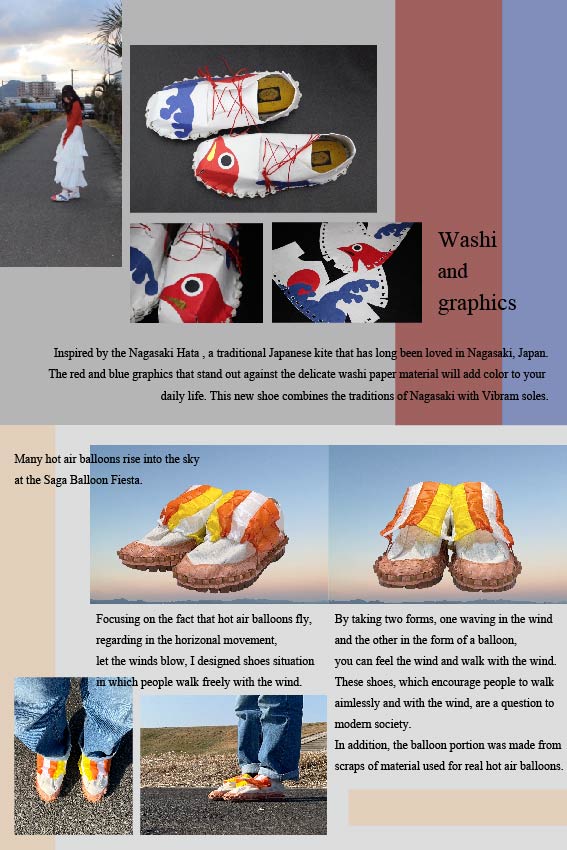 Washi
and
graphics
Inspired by the Nagasaki Hata , a traditional Japanese kite that has long been loved in Nagasaki, Japan.
The red and blue graphics that stand out against the delicate washi paper material will add color to your
daily life. This new shoe combines the traditions of Nagasaki with Vibram soles.
Many hot air balloons rise into the sky
at the Saga Balloon Fiesta.
Focusing on the fact that hot air balloons fly,
regarding in the horizonal movement,
let the winds blow, I designed shoes situation
in which people walk freely with the wind.
By taking two forms, one waving in the wind
and the other in the form of a balloon,
you can feel the wind and walk with the wind.
These shoes, which encourage people to walk
aimlessly and with the wind, are a question to
modern society.
In addition, the balloon portion was made from
scraps of material used for real hot air balloons.